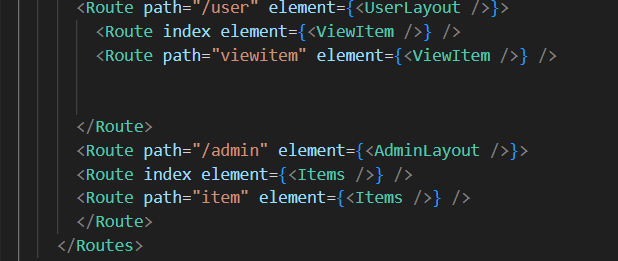 <Route path="/user" element={<UserLayout />}>
<Route index element={<ViewItem />} />
<Route path="viewitem" element={<ViewItem />} />
</Route>
<Route path="/admin" element={<AdminLayout />}>
<Route index element={<Items />} />
<Route path="item" element={<Items />} />
</Route>
</Routes>